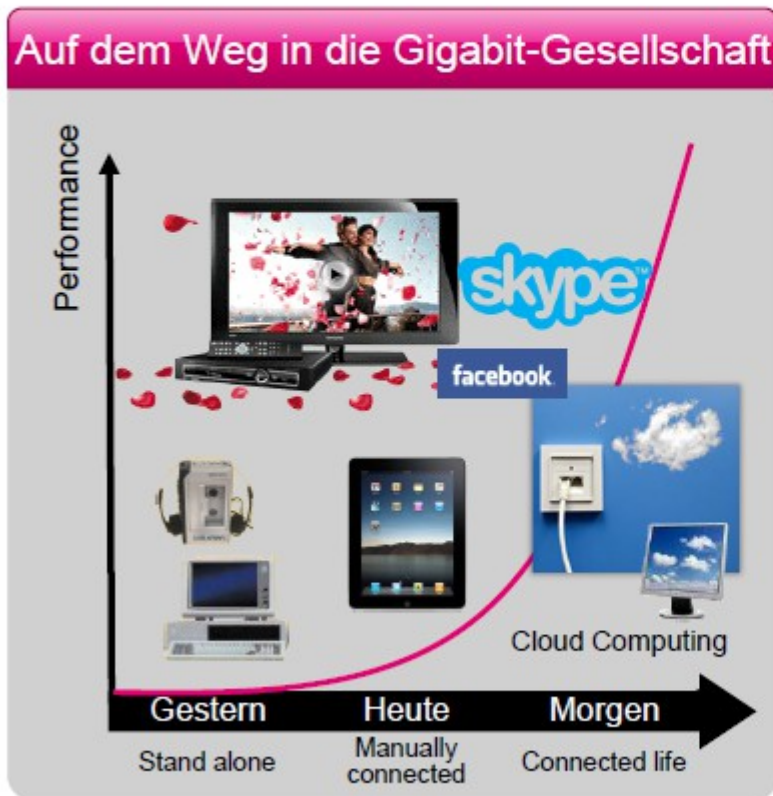 Auf dem Weg in die Gigabit-Gesellschaft
Performance
skype™
facebook
Cloud Computing
Gestern
Heute
Morgen
Stand alone
Manually
connected
Connected life